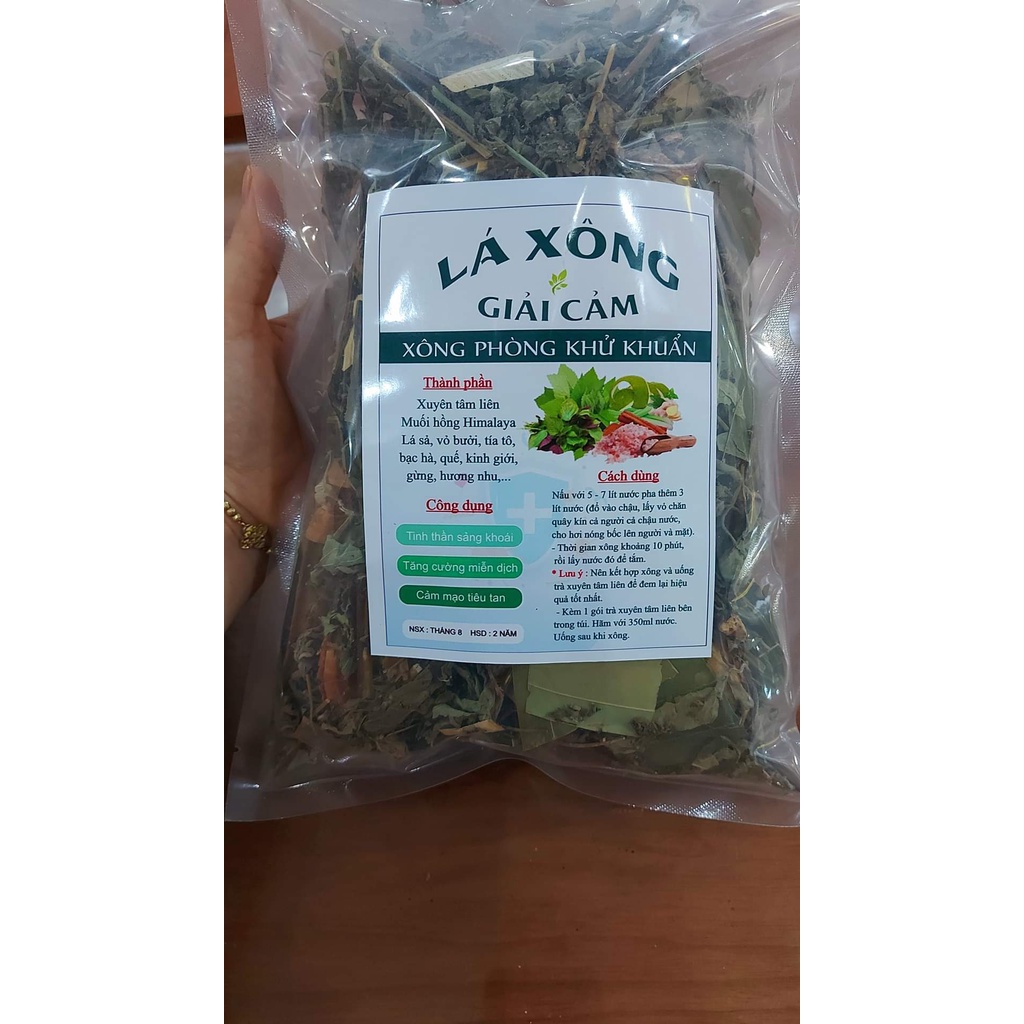 LÁ XÔNG
GIẢI CẢM
XÔNG PHÒNG KHỬ KHUẨN
Thành phần
Xuyên tâm liên
Muối hồng Himalaya
Lá sả, vỏ bưởi, tía tô,
bạc hà, quế, kinh giới,
gừng, hương nhu,...
Công dụng
Tinh thần sảng khoái
Tăng cường miễn dịch
Cảm mạo tiêu tan
NSX : THÁNG 8 HSD : 2 NĂM
Cách dùng
Nấu với 5 - 7 lít nước pha thêm 3
lít nước (đổ vào chậu, lấy vỏ chăn
quây kín cả người cả chậu nước,
cho hơi nóng bốc lên người và mặt).
- Thời gian xông khoảng 10 phút,
rồi lấy nước đó để tắm.
* Lưu ý : Nên kết hợp xông và uống
trà xuyên tâm liên để đem lại hiệu
quả tốt nhất.
- Kèm 1 gói trà xuyên tâm liên bên
trong túi. Hãm với 350ml nước.
Uống sau khi xông.